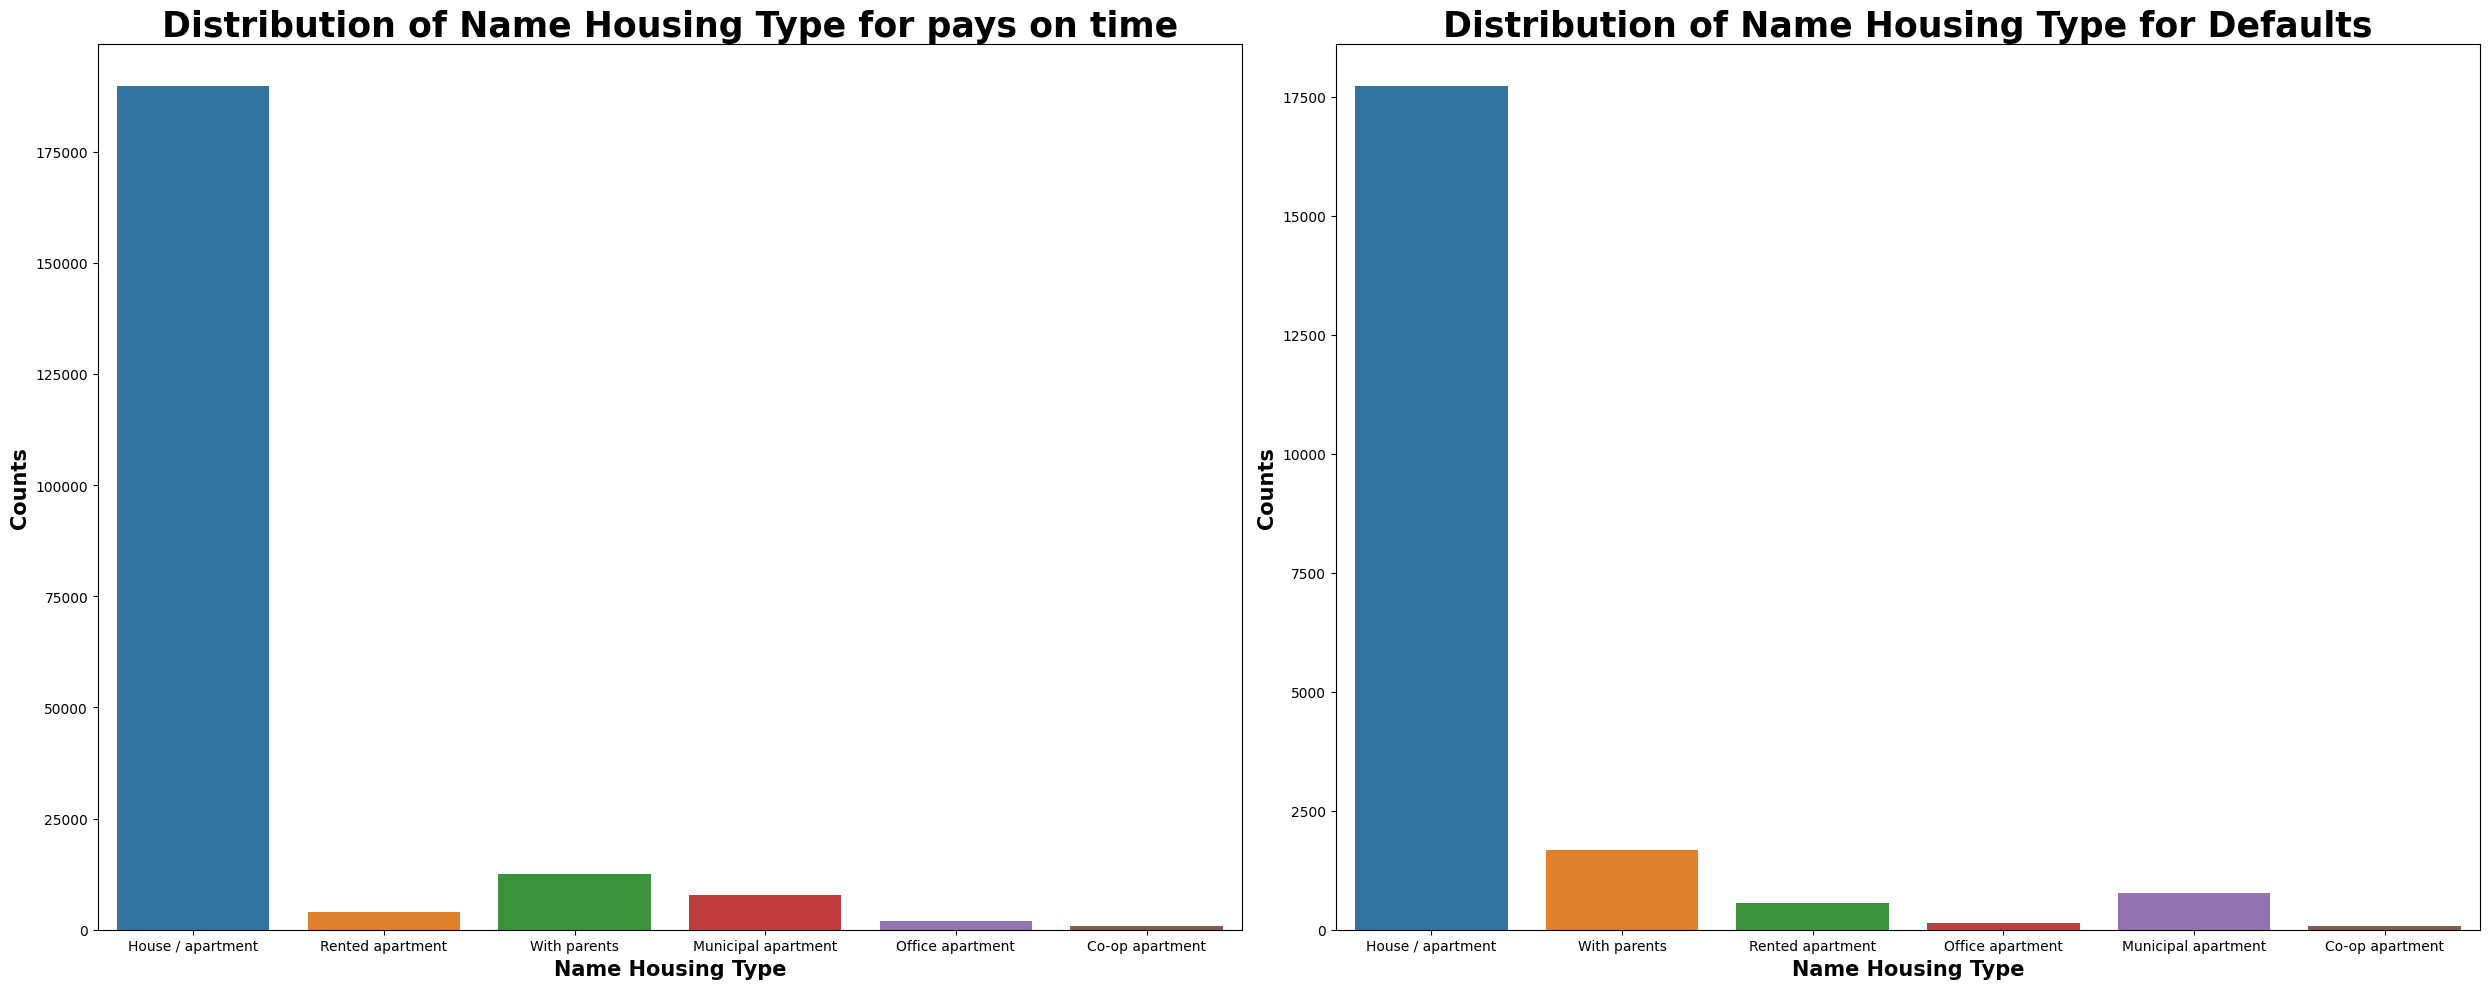 Distribution of Name Housing Type for pays on time
Counts
175000
150000
125000
100000
75000
50000
25000
0
House / apartment Rented apartment With parents Municipal apartment Office apartment Co-op apartment
Name Housing Type
Distribution of Name Housing Type for Defaults
Counts
17500
15000
12500
10000
7500
5000
2500
0
House / apartment With parents Rented apartment Office apartment Municipal apartment Co-op apartment
Name Housing Type